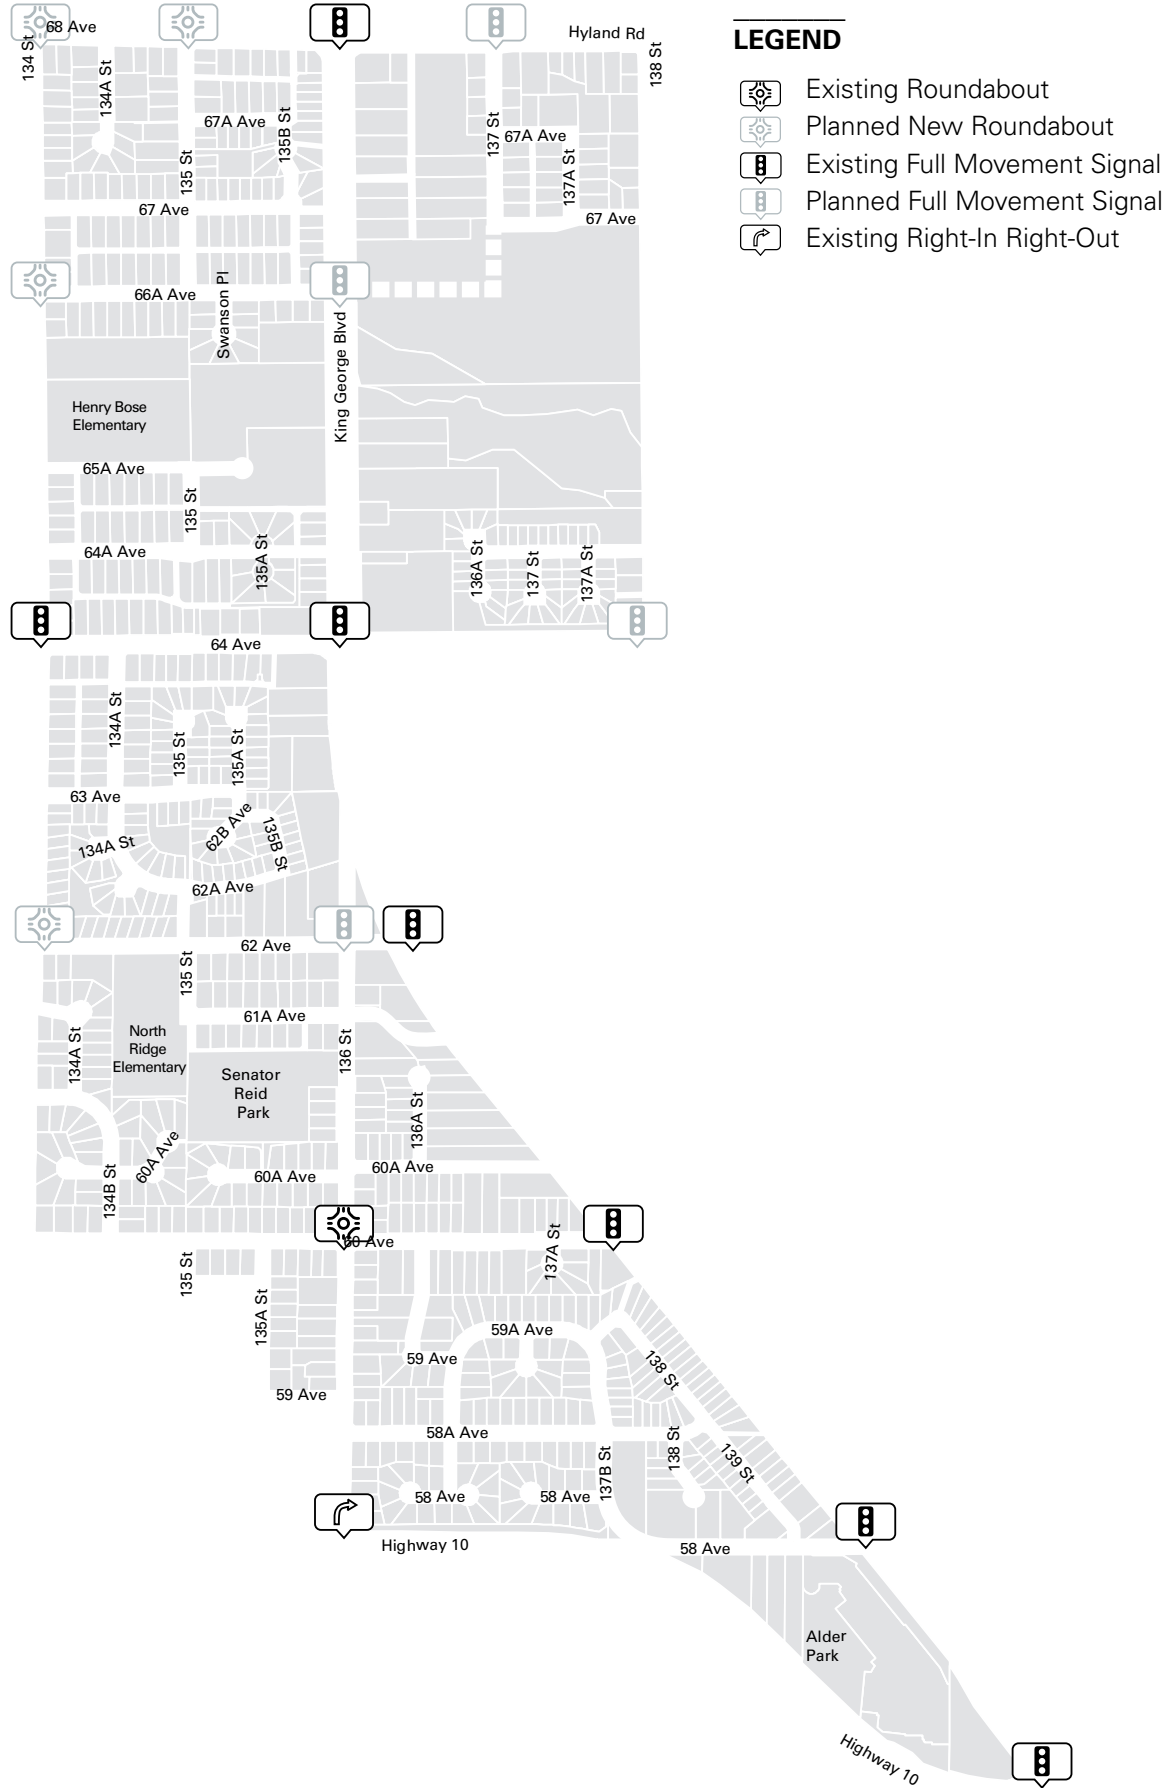 68 Ave
Hyland Rd
134 St
134A St
138 St
67A Ave
135B St
137 St
67A Ave
135 St
137A St
67 Ave
67 Ave
66A Ave
Swanson Pl
King George Blvd
Henry Bose
Elementary
65A Ave
135 St
64A Ave
135A St
136A St
137 St
137A St
64 Ave
134A St
135 St
135A St
63 Ave
62B Ave
135B St
134A St
62A Ave
62 Ave
135 St
61A Ave
North
Ridge
Elementary
134A St
136 St
Senator
Reid
Park
136A St
60A Ave
60A Ave
60A Ave
134B St
60 Ave
137A St
135 St
135A St
59A Ave
59 Ave
138 St
59 Ave
58A Ave
138 St
139 St
137B St
58 Ave
58 Ave
Highway 10
58 Ave
Alder
Park
Highway 10
LEGEND
Existing Roundabout
Planned New Roundabout
Existing Full Movement Signal
Planned Full Movement Signal
Existing Right-In Right-Out